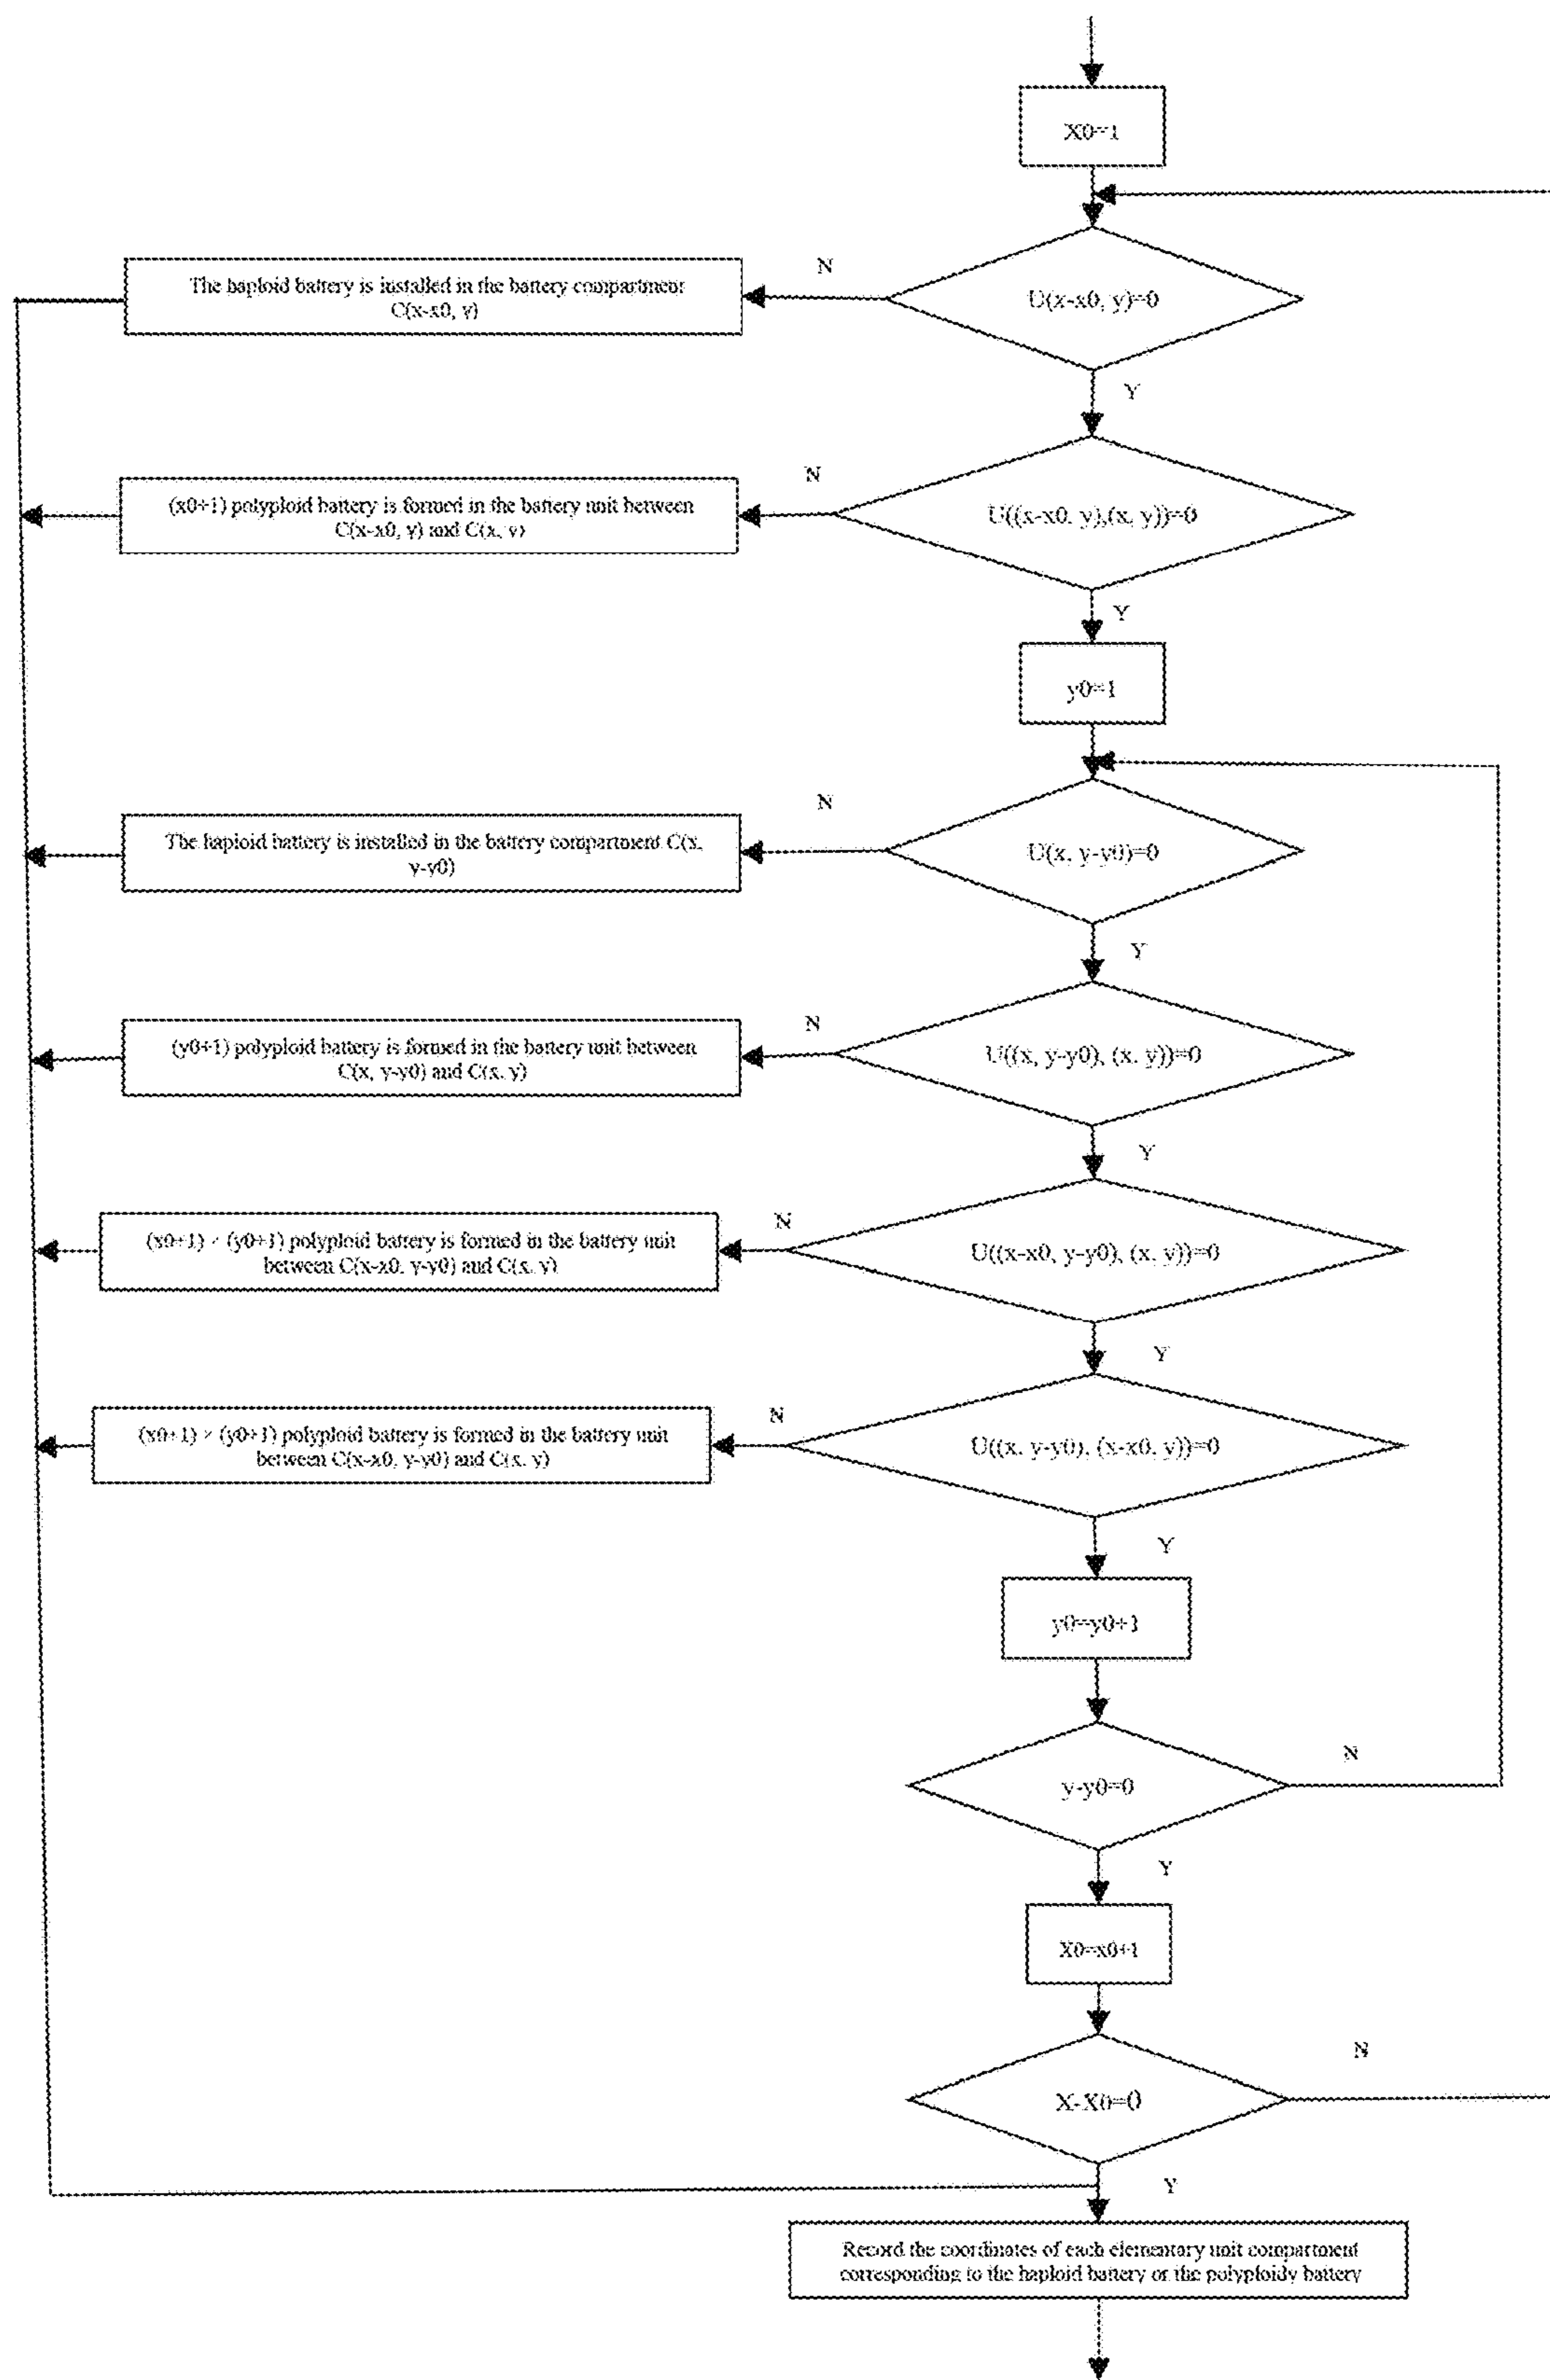 X0=1
N
The haploid battery is installed in the battery compartment
C(x-x0, y)
U(x-x0, y)=0
Y
N
(x0+1) polyploid battery is formed in the battery unit between
C(x-x0, y) and C(x, y)
U((x-x0, y),(x, y))=0
Y
y0=1
N
The haploid battery is installed in the battery compartment C(x,
y-y0)
U(x, y-y0)=0
Y
N
(y0+1) polyploid battery is formed in the battery unit between
C(x, y-y0) and C(x, y)
U((x, y-y0), (x, y))=0
Y
N
(x0+1) × (y0+1) polyploid battery is formed in the battery unit
between C(x-x0, y-y0) and C(x, y)
U((x-x0, y-y0), (x, y))=0
Y
N
(x0+1) × (y0+1) polyploid battery is formed in the battery unit
between C(x-x0, y-y0) and C(x, y)
U((x, y-y0), (x-x0, y))=0
Y
y0=y0+1
N
y-y0=0
Y
X0=x0+1
N
X-X0=0
Y
Record the coordinates of each elementary unit compartment
corresponding to the haploid battery or the polyploidy battery